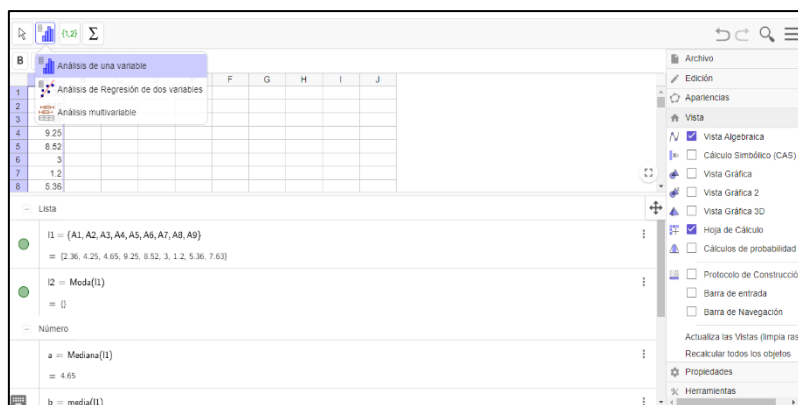 {1,2} Σ
B
Análisis de una variable
Análisis de Regresión de dos variables
Análisis multivariable
F G H I J
1
2
3
4 9.25
5 8.52
6 3
7 1.2
8 5.36
Lista
l1 = {A1, A2, A3, A4, A5, A6, A7, A8, A9}
= {2.36, 4.25, 4.65, 9.25, 8.52, 3, 1.2, 5.36, 7.63}
l2 = Moda(l1)
= {}
Número
a = Mediana(l1)
= 4.65
b = media(l1)
Archivo
Edición
Apariencias
Vista
Vista Algebraica
Cálculo Simbólico (CAS)
Vista Gráfica
Vista Gráfica 2
Vista Gráfica 3D
Hoja de Cálculo
Cálculos de probabilidad
Protocolo de Construcció
Barra de entrada
Barra de Navegación
Actualiza las Vistas (limpia ras
Recalcular todos los objetos
Propiedades
Herramientas